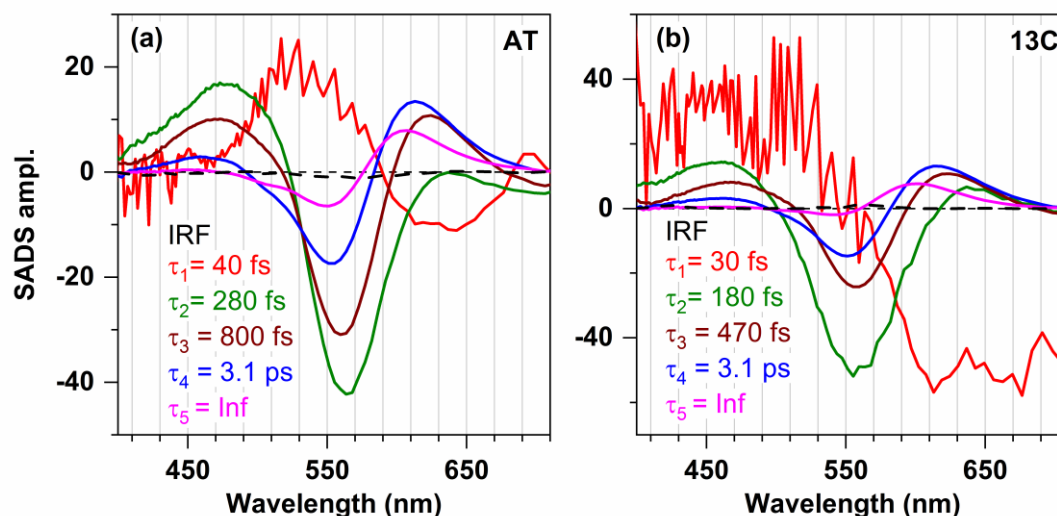 (a)
AT
20
0
-20
-40
SADS ampl.
IRF
τ1= 40 fs
τ2= 280 fs
τ3= 800 fs
τ4 = 3.1 ps
τ5 = Inf
450
550
650
Wavelength (nm)
(b)
13C
40
0
-40
IRF
τ1= 30 fs
τ2= 180 fs
τ3= 470 fs
τ4 = 3.1 ps
τ5 = Inf
450
550
650
Wavelength (nm)